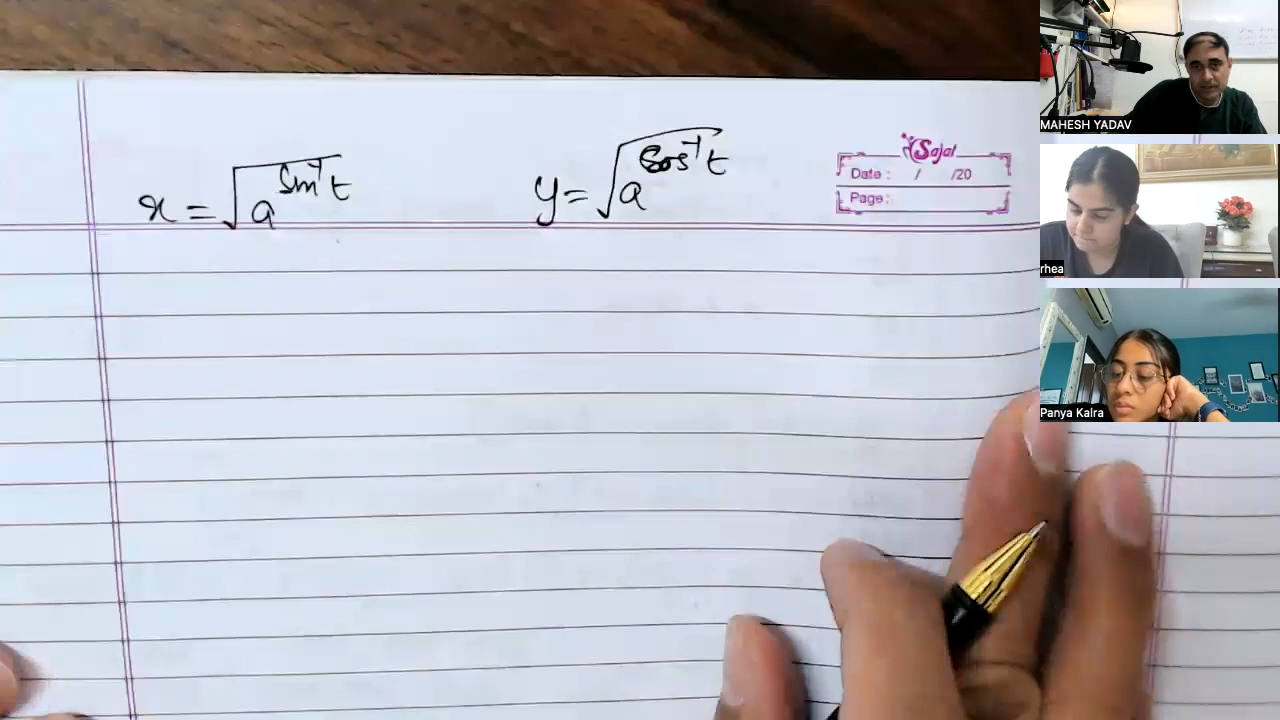 x = √a^(sin⁻¹t) y = √a^(cos⁻¹t)
Sajal
Date : / /20
Page :
MAHESH YADAV
rhea
Panya Kalra